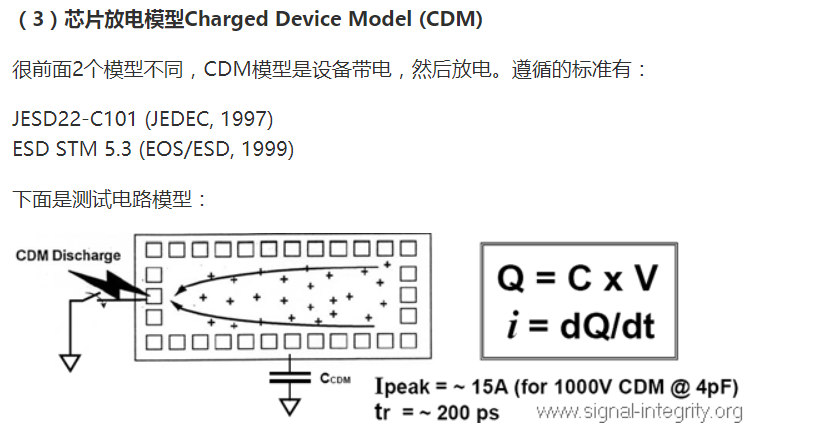 （3）芯片放电模型Charged Device Model (CDM)
很前面2个模型不同，CDM模型是设备带电，然后放电。遵循的标准有：
JESD22-C101 (JEDEC, 1997)
ESD STM 5.3 (EOS/ESD, 1999)
下面是测试电路模型：
CDM Discharge
Q = C x V
i = dQ/dt
CCDM
Ipeak = ~ 15A (for 1000V CDM @ 4pF)
tr = ~ 200 ps
www.signal-integrity.org